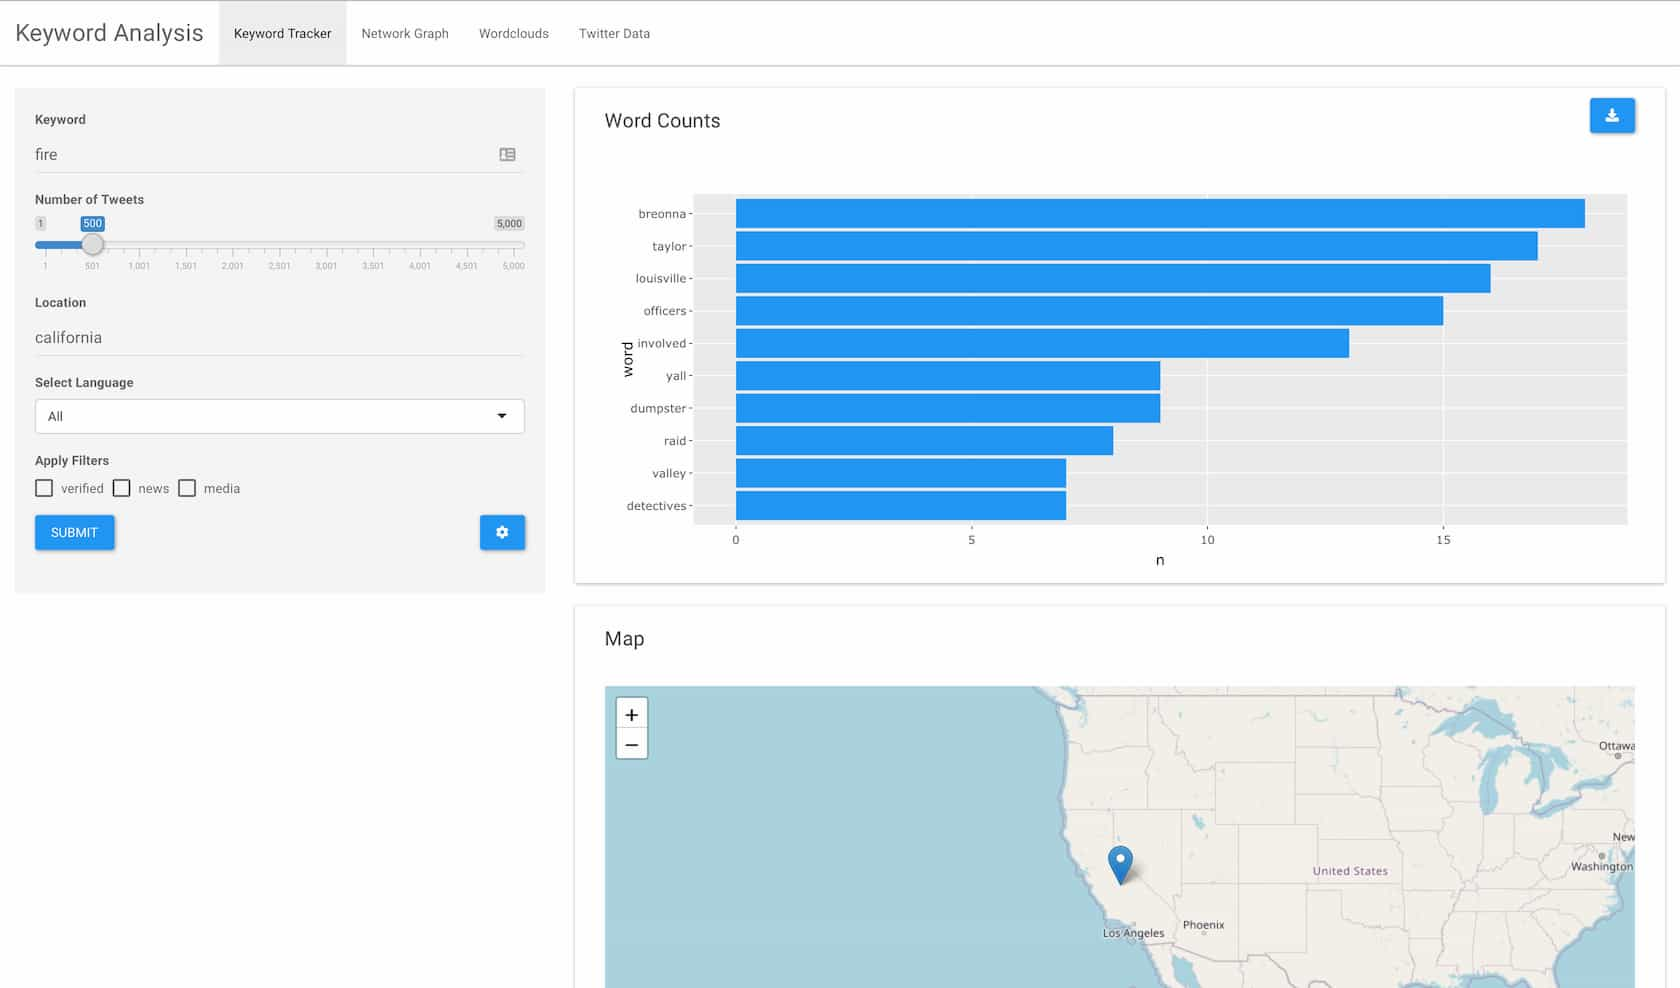 Keyword Analysis
Keyword Tracker
Network Graph
Wordclouds
Twitter Data
Keyword
fire
Number of Tweets
1 500 5,000
1 501 1,001 1,501 2,001 2,501 3,001 3,501 4,001 4,501 5,000
Location
california
Select Language
All
Apply Filters
verified news media
SUBMIT
Word Counts
word
breonna
taylor
louisville
officers
involved
yall
dumpster
raid
valley
detectives
0 5 10 15
n
Map
+
−
Ottawa
New
Washington
United States
Phoenix
Los Angeles